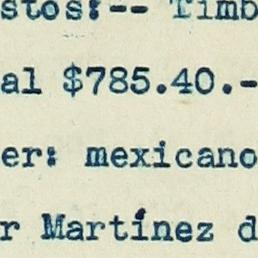 stos:-- Timb
al $785.40.-
er: mexicano
r Martínez d